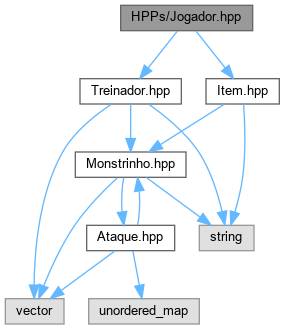 HPPs/Jogador.hpp
Treinador.hpp
Item.hpp
Monstrinho.hpp
Ataque.hpp
string
vector
unordered_map